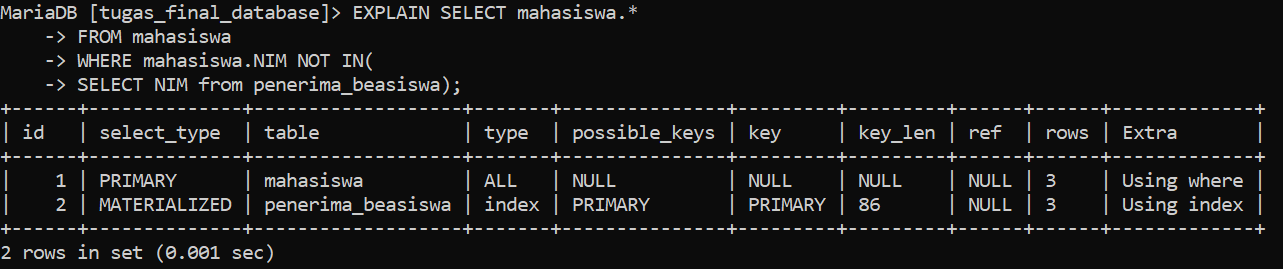 MariaDB [tugas_final_database]> EXPLAIN SELECT mahasiswa.*
    -> FROM mahasiswa
    -> WHERE mahasiswa.NIM NOT IN(
    -> SELECT NIM from penerima_beasiswa);
+------+--------------+-------------------+-------+---------------+---------+---------+------+------+-------------+
| id   | select_type  | table             | type  | possible_keys | key     | key_len | ref  | rows | Extra       |
+------+--------------+-------------------+-------+---------------+---------+---------+------+------+-------------+
|    1 | PRIMARY      | mahasiswa         | ALL   | NULL          | NULL    | NULL    | NULL | 3    | Using where |
|    2 | MATERIALIZED | penerima_beasiswa | index | PRIMARY       | PRIMARY | 86      | NULL | 3    | Using index |
+------+--------------+-------------------+-------+---------------+---------+---------+------+------+-------------+
2 rows in set (0.001 sec)